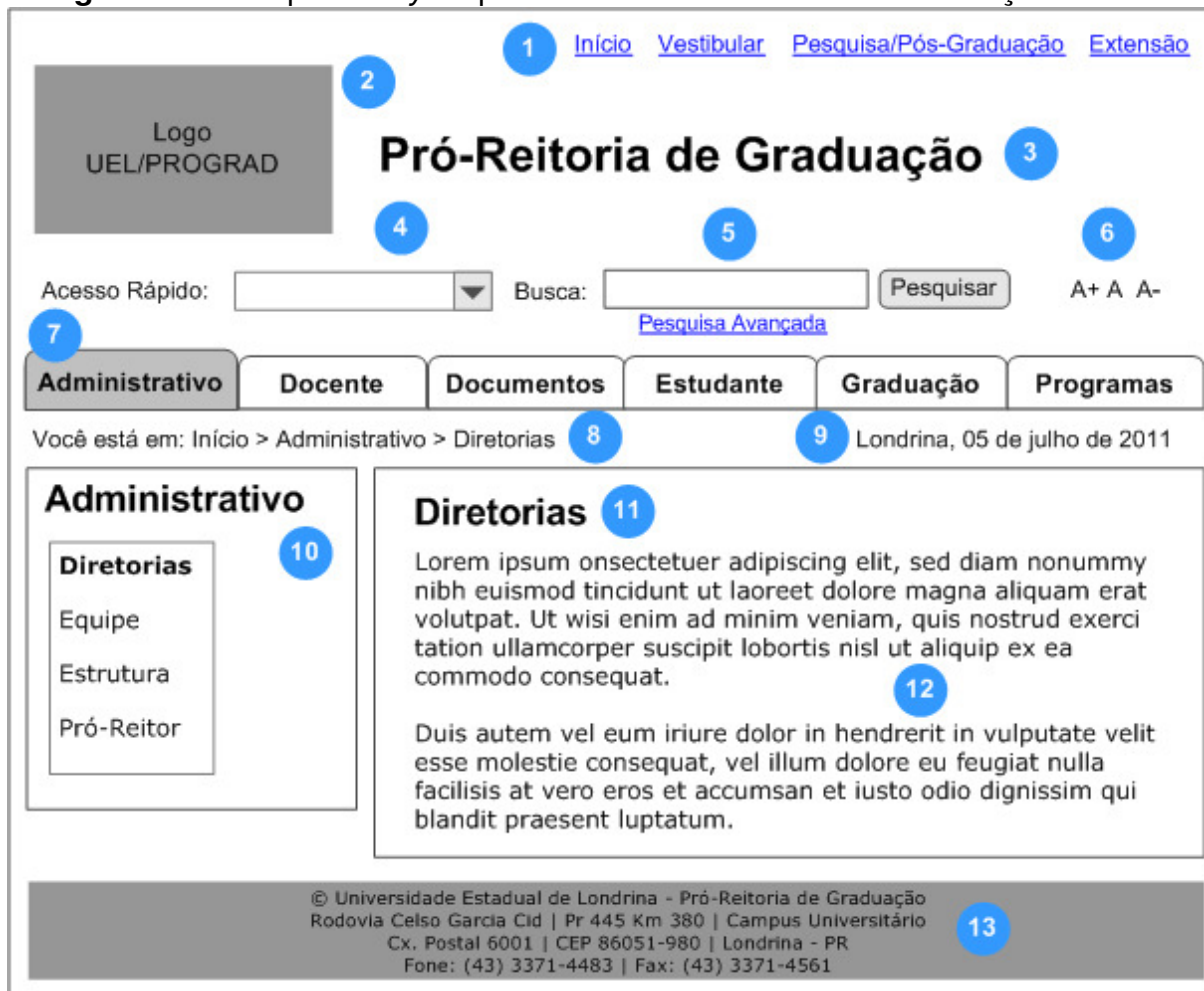 1 Início Vestibular Pesquisa/Pós-Graduação Extensão
2
Logo
UEL/PROGRAD
Pró-Reitoria de Graduação 3
4 5 6
Acesso Rápido: Busca: Pesquisar A+ A A-
Pesquisa Avançada
7
Administrativo Docente Documentos Estudante Graduação Programas
Você está em: Início > Administrativo > Diretorias 8 9 Londrina, 05 de julho de 2011
Administrativo
10
Diretorias
Equipe
Estrutura
Pró-Reitor
Diretorias 11
Lorem ipsum onsectetuer adipiscing elit, sed diam nonummy
nibh euismod tincidunt ut laoreet dolore magna aliquam erat
volutpat. Ut wisi enim ad minim veniam, quis nostrud exerci
tation ullamcorper suscipit lobortis nisl ut aliquip ex ea
commodo consequat.
12
Duis autem vel eum iriure dolor in hendrerit in vulputate velit
esse molestie consequat, vel illum dolore eu feugiat nulla
facilisis at vero eros et accumsan et iusto odio dignissim qui
blandit praesent luptatum.
© Universidade Estadual de Londrina - Pró-Reitoria de Graduação
Rodovia Celso Garcia Cid | Pr 445 Km 380 | Campus Universitário
13
Cx. Postal 6001 | CEP 86051-980 | Londrina - PR
Fone: (43) 3371-4483 | Fax: (43) 3371-4561